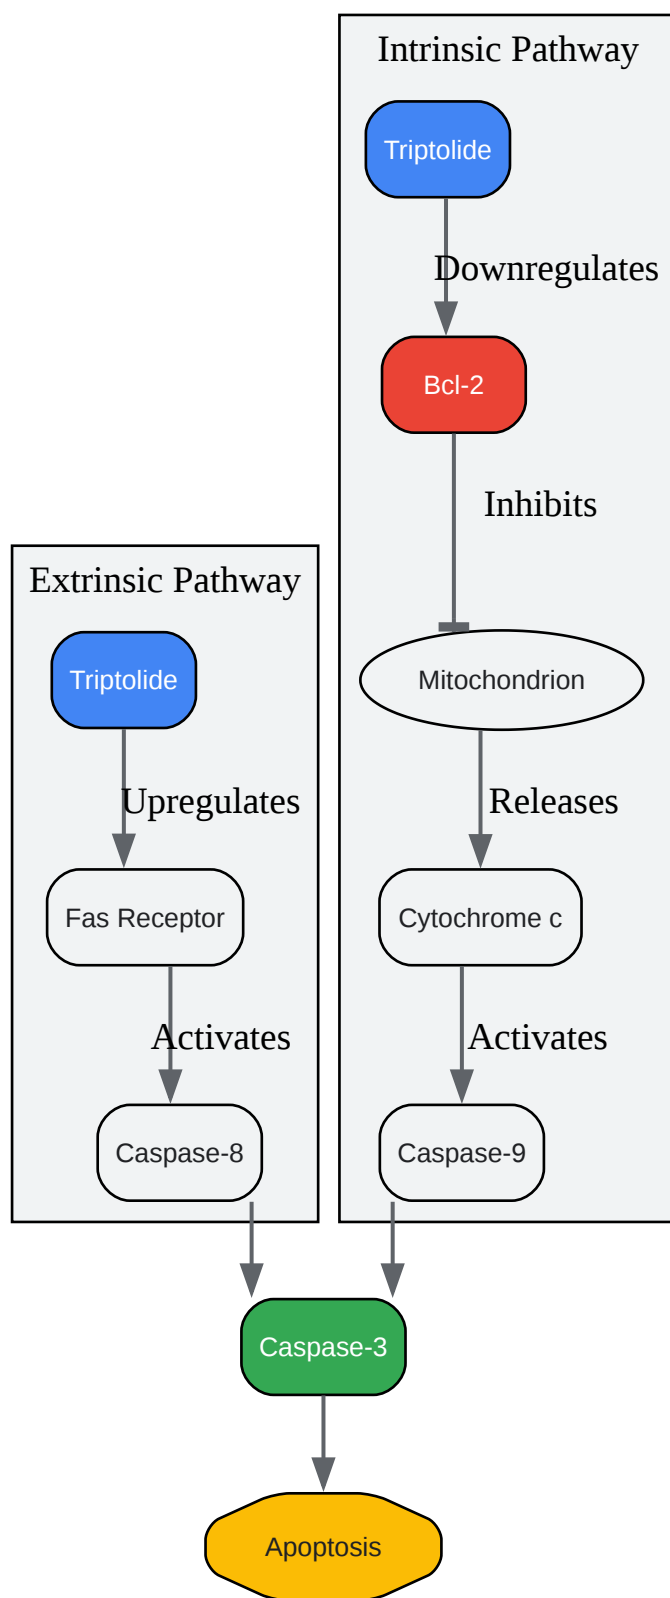 Intrinsic Pathway
Triptolide
Downregulates
Bcl-2
Inhibits
Mitochondrion
Releases
Cytochrome c
Activates
Caspase-9
Extrinsic Pathway
Triptolide
Upregulates
Fas Receptor
Activates
Caspase-8
Caspase-3
Apoptosis